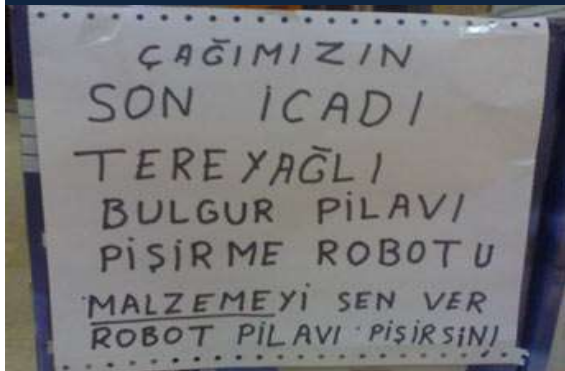 ÇAĞIMIZIN
SON İCADI
TEREYAĞLI
BULGUR PİLAVI
PİŞİRME ROBOTU
MALZEMEYİ SEN VER
ROBOT PİLAVI PİŞİRSİN!